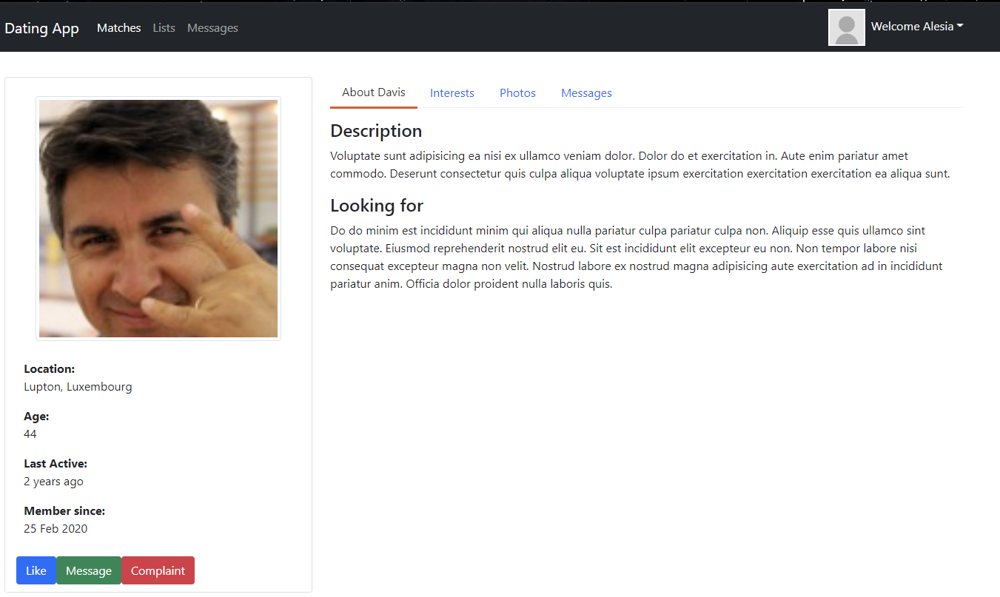 Dating App Matches Lists Messages Welcome Alesia
About Davis Interests Photos Messages
Description
Voluptate sunt adipisicing ea nisi ex ullamco veniam dolor. Dolor do et exercitation in. Aute enim pariatur amet
commodo. Deserunt consectetur quis culpa aliqua voluptate ipsum exercitation exercitation exercitation ea aliqua sunt.
Looking for
Do do minim est incididunt minim qui aliqua nulla pariatur culpa pariatur culpa non. Aliquip esse quis ullamco sint
voluptate. Eiusmod reprehenderit nostrud elit eu. Sit est incididunt elit excepteur eu non. Non tempor labore nisi
consequat excepteur magna non velit. Nostrud labore ex nostrud magna adipisicing aute exercitation ad in incididunt
pariatur anim. Officia dolor proident nulla laboris quis.
Location:
Lupton, Luxembourg
Age:
44
Last Active:
2 years ago
Member since:
25 Feb 2020
Like Message Complaint